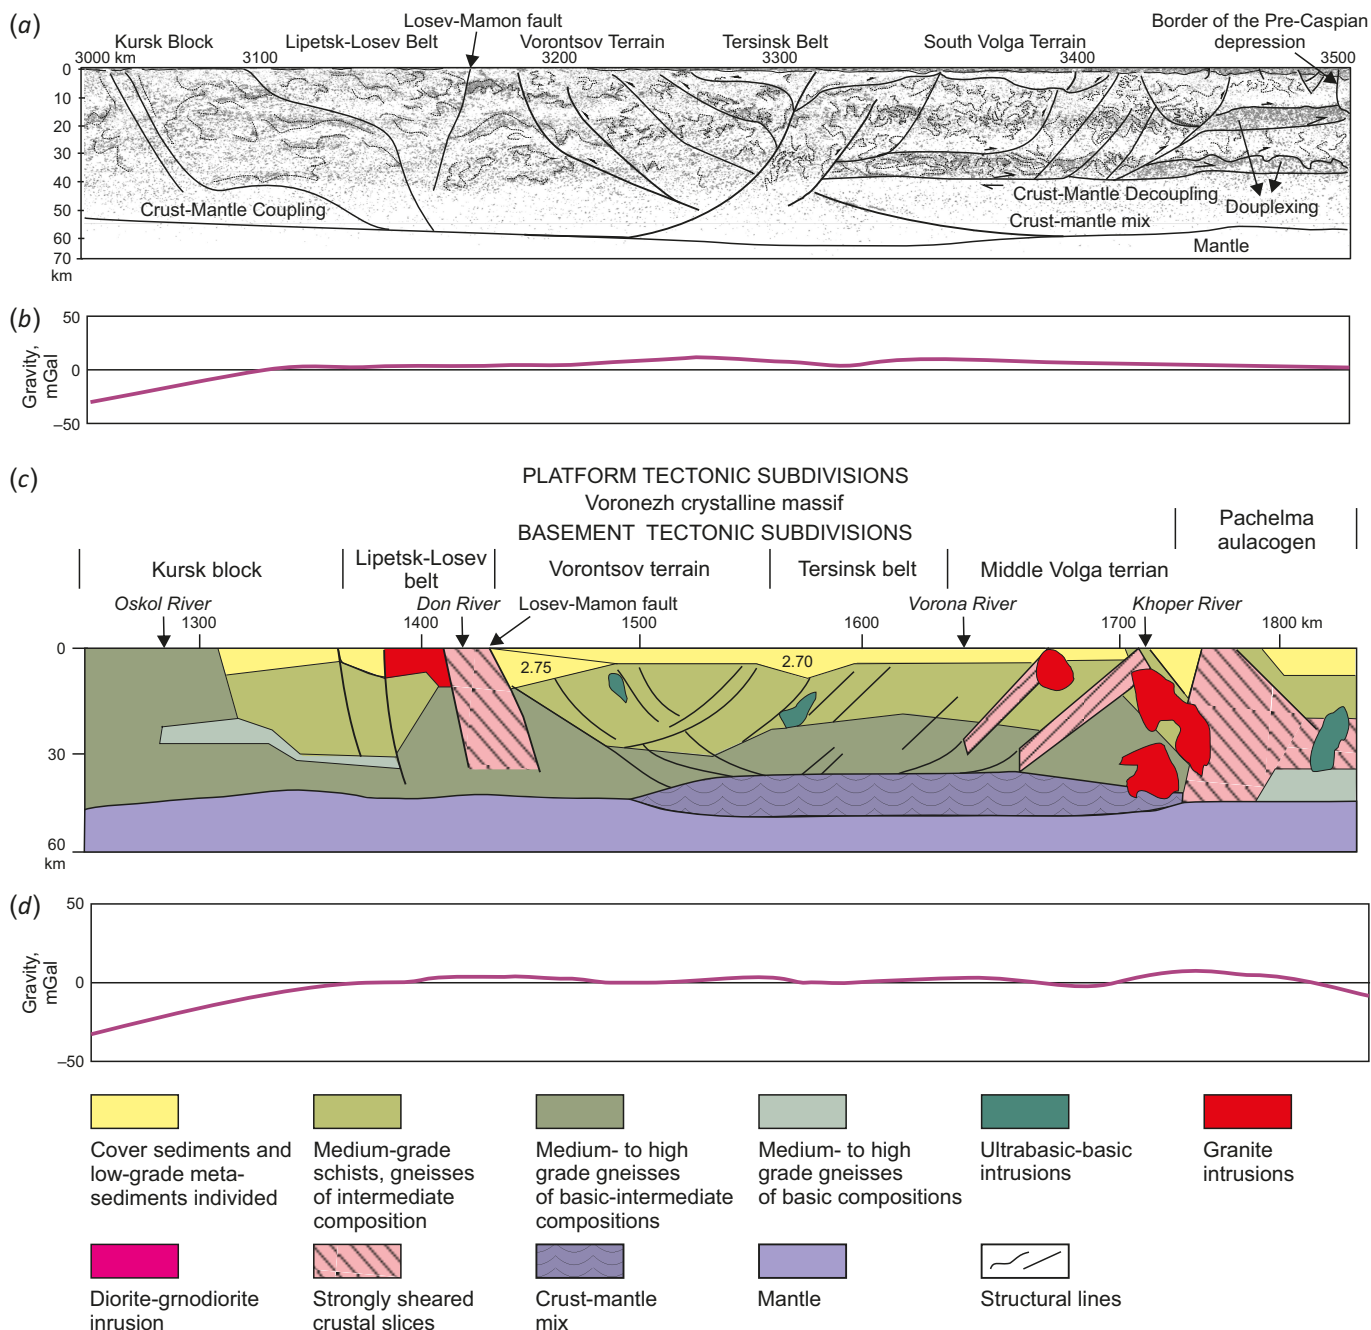 (a)
Losev-Mamon fault
Border of the Pre-Caspian
depression
Kursk Block
Lipetsk-Losev Belt
Vorontsov Terrain
Tersinsk Belt
South Volga Terrain
3000 km
3100
3200
3300
3400
3500
0
10
20
30
40
50
60
70
km
Crust-Mantle Coupling
Crust-Mantle Decoupling
Crust-mantle mix
Douplexing
Mantle
(b)
50
0
–50
Gravity,
mGal
(c)
PLATFORM TECTONIC SUBDIVISIONS
Voronezh crystalline massif
BASEMENT TECTONIC SUBDIVISIONS
Pachelma
aulacogen
Kursk block
Lipetsk-Losev
belt
Vorontsov terrain
Tersinsk belt
Middle Volga terrian
Oskol River
Don River
Losev-Mamon fault
Vorona River
Khoper River
1300
1400
1500
1600
1700
1800 km
0
30
60
km
2.75
2.70
(d)
50
0
–50
Gravity,
mGal
Cover sediments and
low-grade meta-
sediments individed
Medium-grade
schists, gneisses
of intermediate
composition
Medium- to high
grade gneisses
of basic-intermediate
compositions
Medium- to high
grade gneisses
of basic compositions
Ultrabasic-basic
intrusions
Granite
intrusions
Diorite-grnodiorite
inrusion
Strongly sheared
crustal slices
Crust-mantle
mix
Mantle
Structural lines